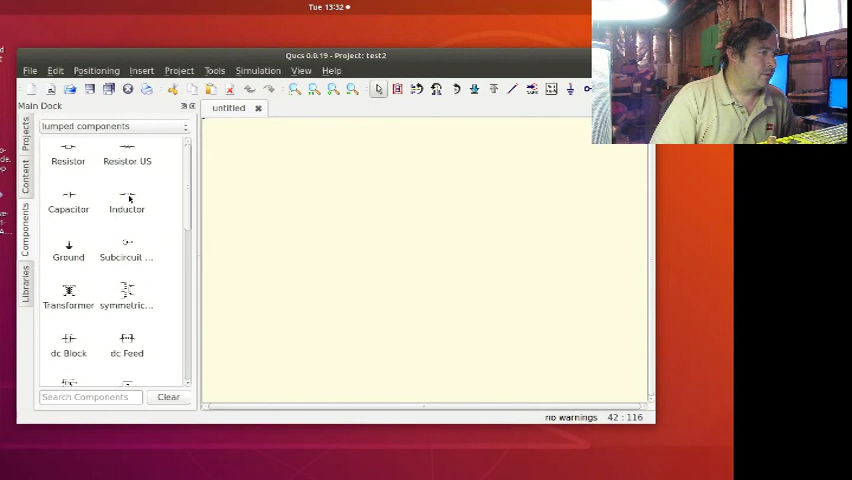 Tue 13:32
Qucs 0.0.19 - Project: test2
File Edit Positioning Insert Project Tools Simulation View Help
Main Dock
untitled
lumped components
Projects
Content
Components
Libraries
Resistor Resistor US
Capacitor Inductor
Ground Subcircuit ...
Transformer symmetric...
dc Block dc Feed
Search Components Clear
no warnings 42 : 116